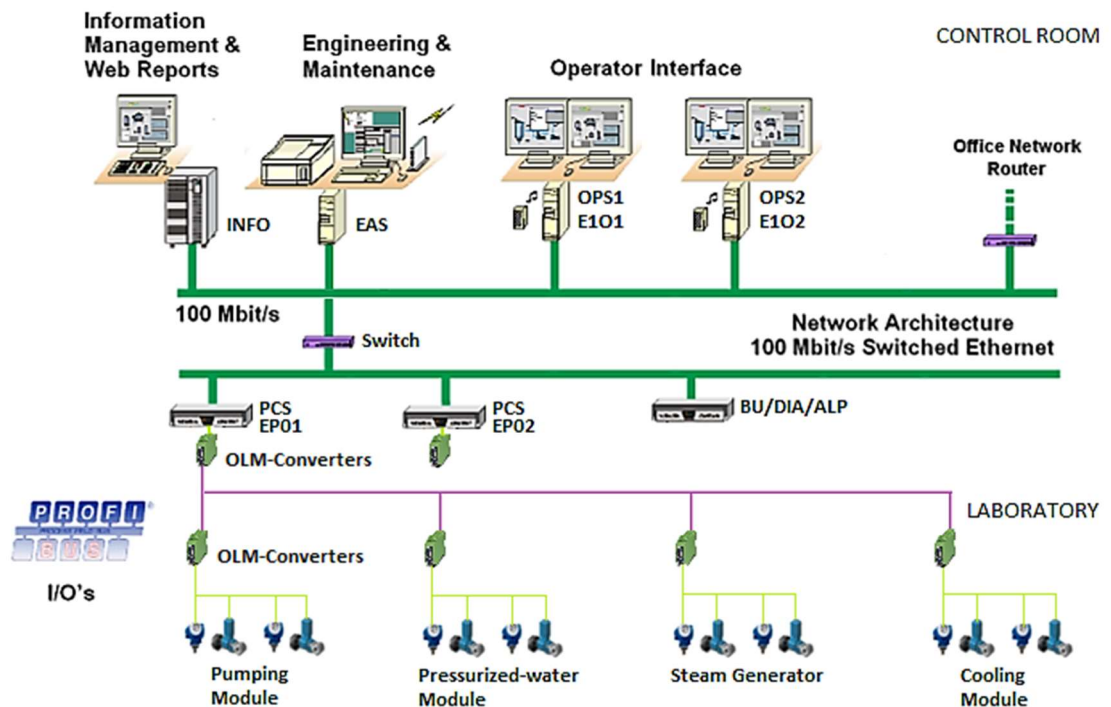 Information
Management &
Web Reports
Engineering &
Maintenance
Operator Interface
CONTROL ROOM
Office Network
Router
INFO
EAS
OPS1
E1O1
OPS2
E1O2
100 Mbit/s
Switch
Network Architecture
100 Mbit/s Switched Ethernet
PCS
EP01
PCS
EP02
BU/DIA/ALP
OLM-Converters
LABORATORY
PROFI
BUS
®
I/O's
OLM-Converters
Pumping
Module
Pressurized-water
Module
Steam Generator
Cooling
Module